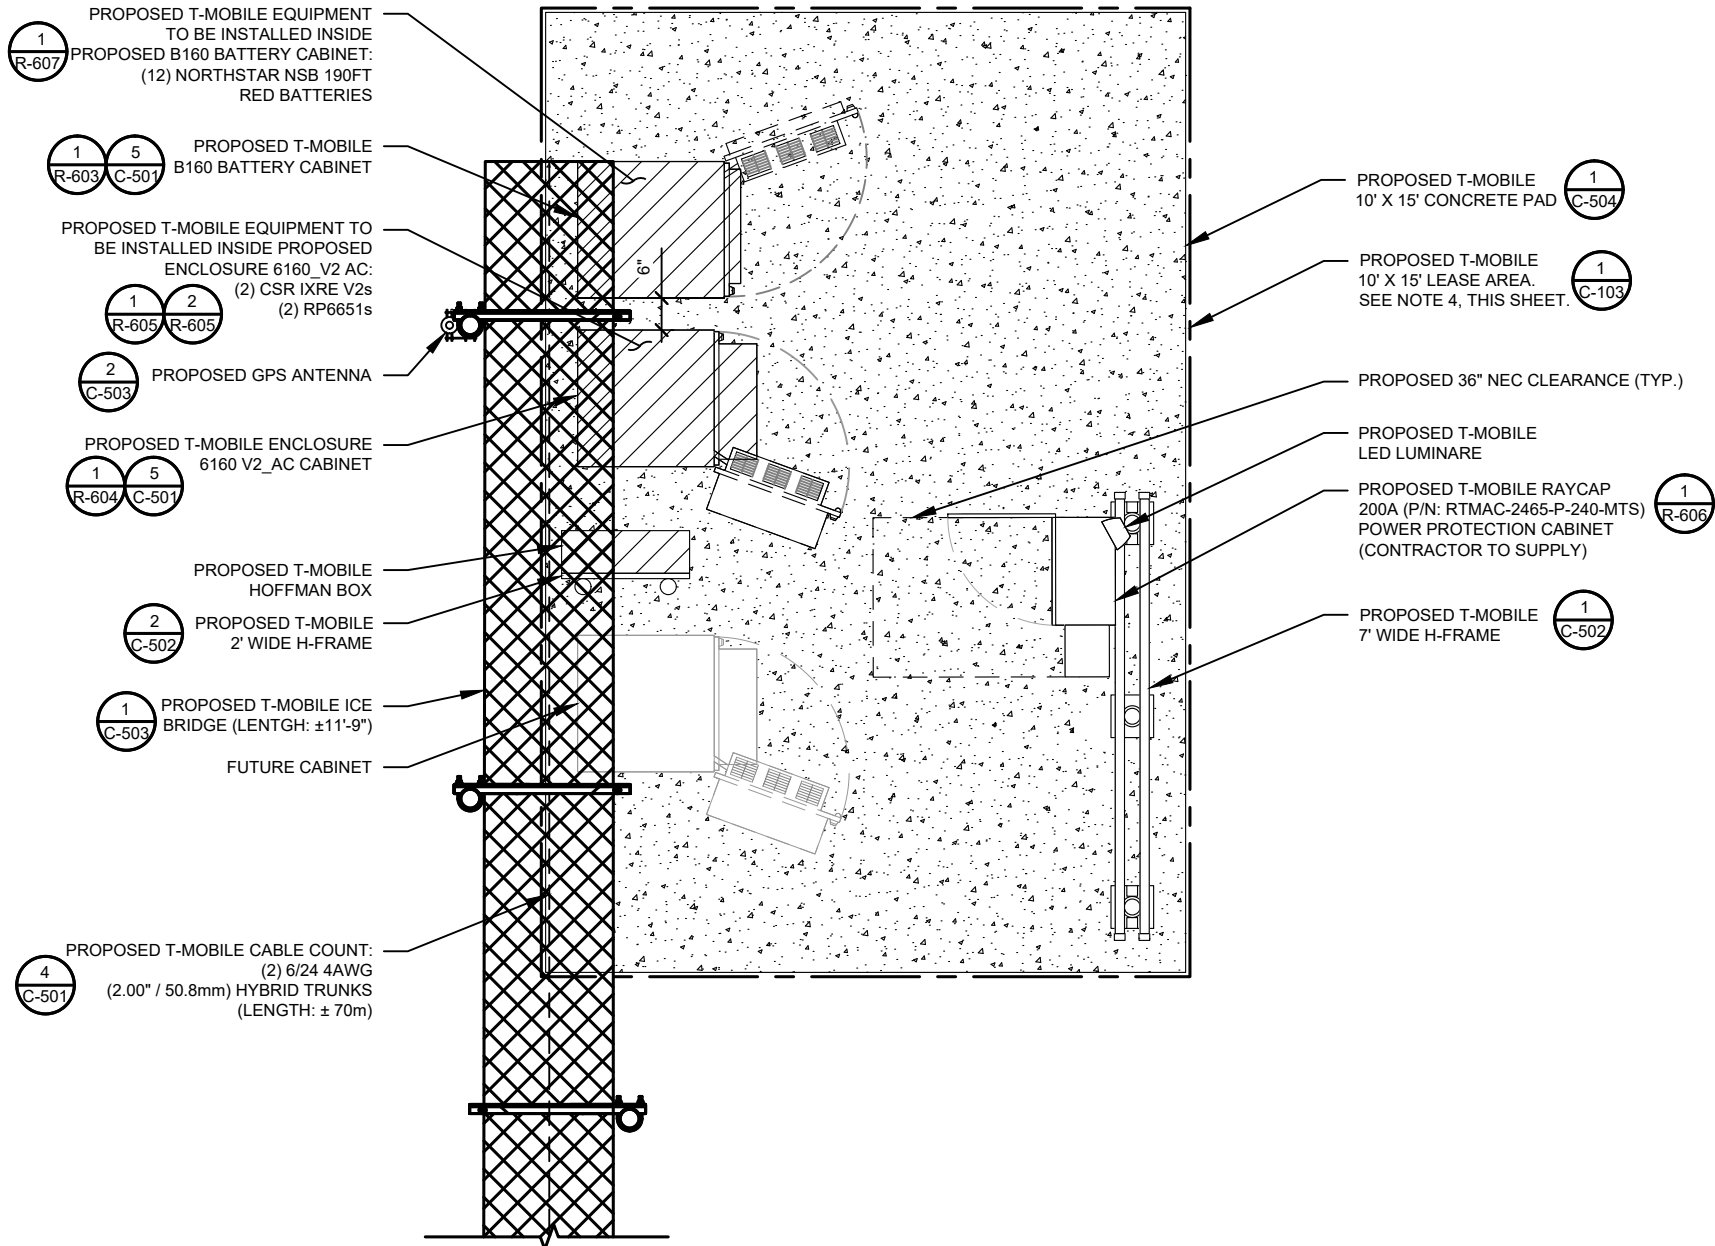 PROPOSED T-MOBILE EQUIPMENT
TO BE INSTALLED INSIDE
PROPOSED B160 BATTERY CABINET:
(12) NORTHSTAR NSB 190FT
RED BATTERIES
1
R-607
PROPOSED T-MOBILE
B160 BATTERY CABINET
1
R-603
5
C-501
PROPOSED T-MOBILE EQUIPMENT TO
BE INSTALLED INSIDE PROPOSED
ENCLOSURE 6160_V2 AC:
(2) CSR IXRE V2s
(2) RP6651s
1
R-605
2
R-605
PROPOSED GPS ANTENNA
2
C-503
PROPOSED T-MOBILE ENCLOSURE
6160 V2_AC CABINET
1
R-604
5
C-501
PROPOSED T-MOBILE
HOFFMAN BOX
PROPOSED T-MOBILE
2' WIDE H-FRAME
2
C-502
PROPOSED T-MOBILE ICE
BRIDGE (LENTGH: ±11'-9")
1
C-503
FUTURE CABINET
PROPOSED T-MOBILE CABLE COUNT:
(2) 6/24 4AWG
(2.00" / 50.8mm) HYBRID TRUNKS
(LENGTH: ± 70m)
4
C-501
6"
PROPOSED T-MOBILE
10' X 15' CONCRETE PAD
1
C-504
PROPOSED T-MOBILE
10' X 15' LEASE AREA.
SEE NOTE 4, THIS SHEET.
1
C-103
PROPOSED 36" NEC CLEARANCE (TYP.)
PROPOSED T-MOBILE
LED LUMINARE
PROPOSED T-MOBILE RAYCAP
200A (P/N: RTMAC-2465-P-240-MTS)
POWER PROTECTION CABINET
(CONTRACTOR TO SUPPLY)
1
R-606
PROPOSED T-MOBILE
7' WIDE H-FRAME
1
C-502